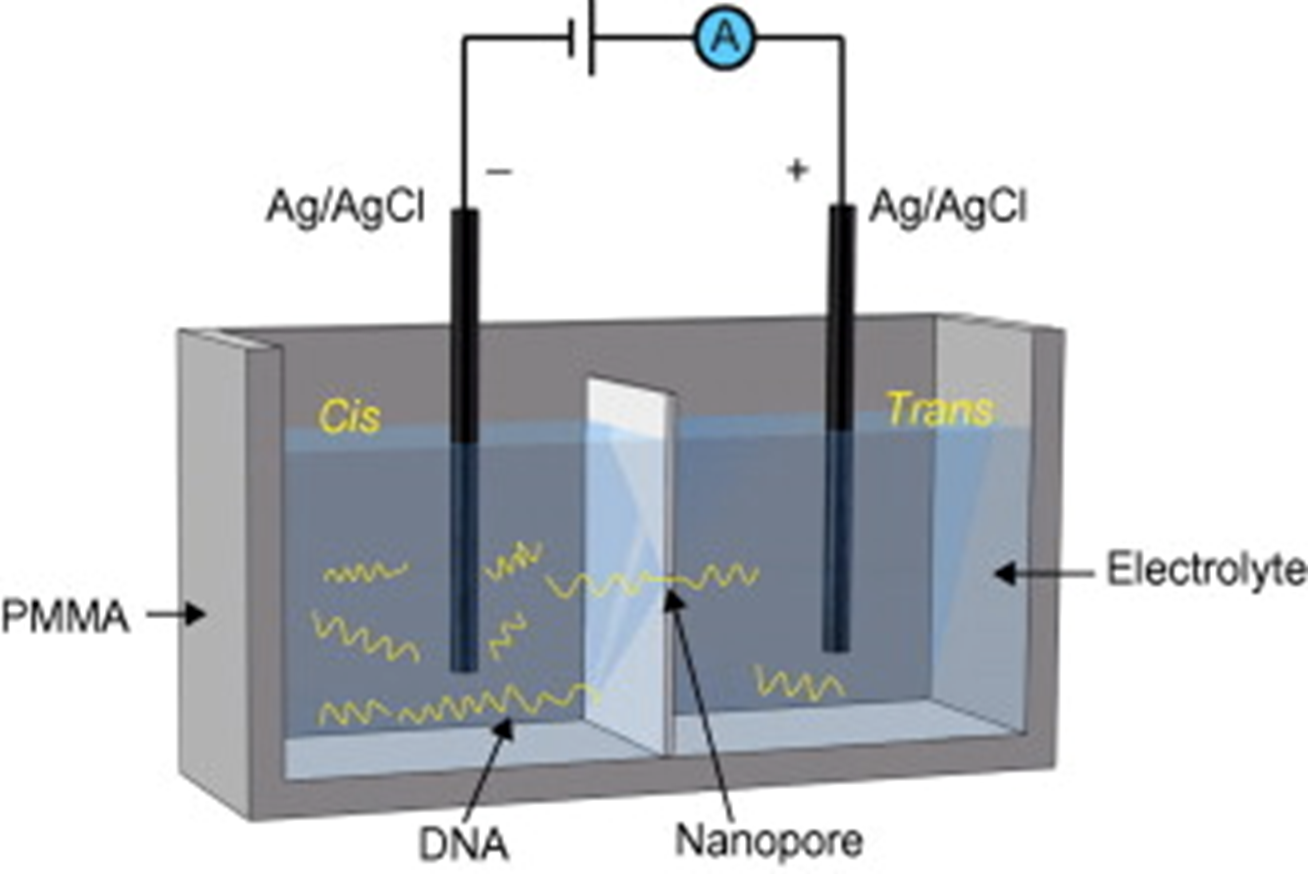 A
–
+
Ag/AgCl
Ag/AgCl
Cis
Trans
Electrolyte
PMMA
DNA
Nanopore